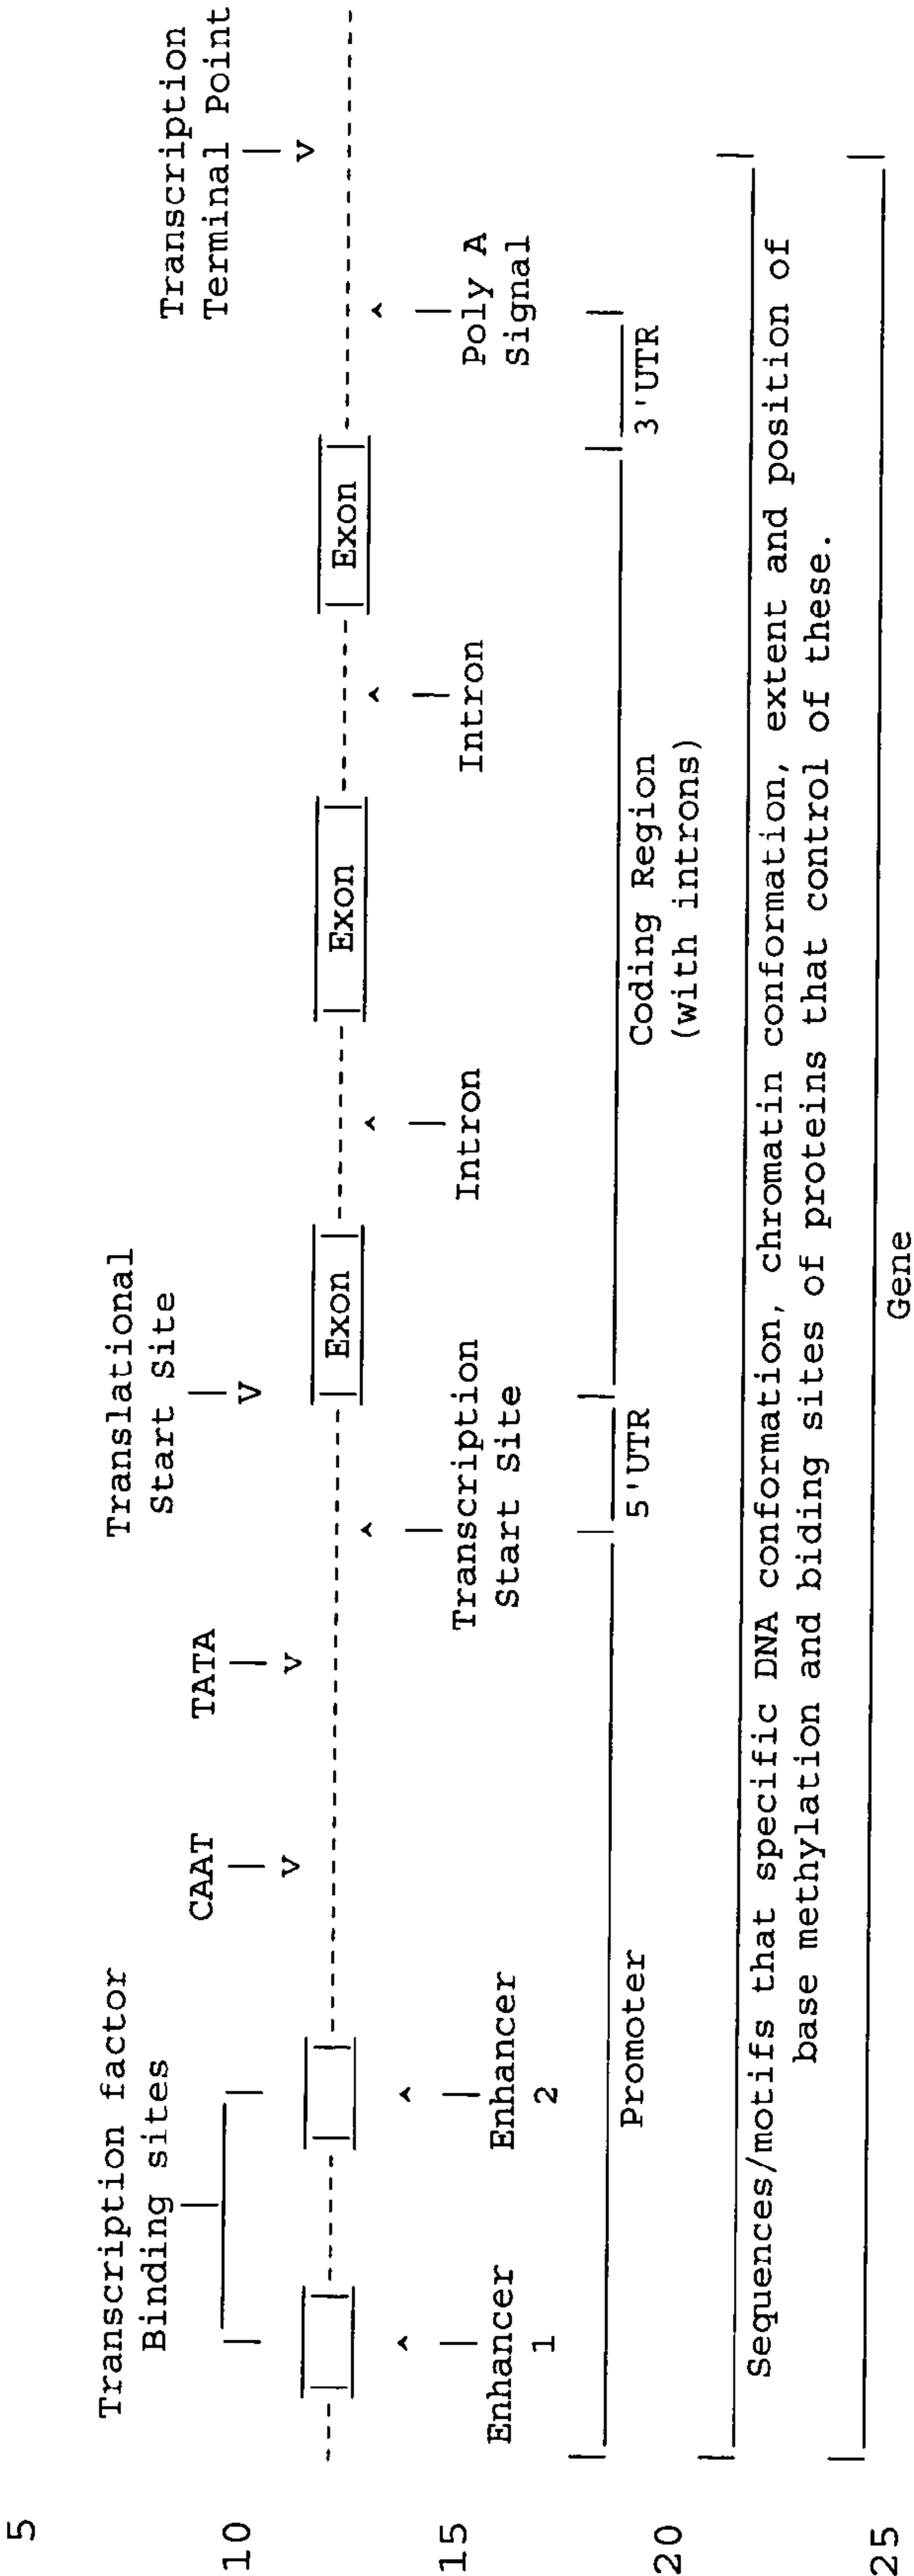 5
Transcription factor
Binding sites
CAAT
TATA
Translational
Start Site
Transcription
Terminal Point
10
Exon
Exon
Exon
15
Enhancer
1
Enhancer
2
Transcription
Start Site
Intron
Intron
Poly A
Signal
20
Promoter
5'UTR
Coding Region
(with introns)
3'UTR
Sequences/motifs that specific DNA conformation, chromatin conformation, extent and position of
base methylation and biding sites of proteins that control of these.
25
Gene